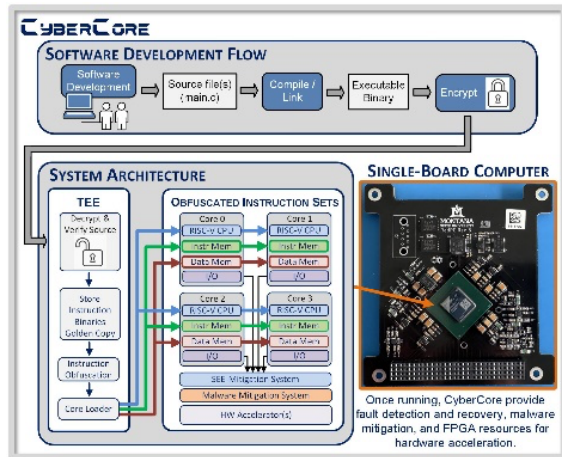 CYBERCORE
SOFTWARE DEVELOPMENT FLOW
Software
Development
Source file(s)
(main.c)
Compile /
Link
Executable
Binary
Encrypt
SYSTEM ARCHITECTURE
TEE
Decrypt &
Verify Source
Store
Instruction
Binaries
Golden Copy
Instruction
Obfuscation
Core Loader
OBFUSCATED INSTRUCTION SETS
Core 0
RISC-V CPU
Instr Mem
Data Mem
I/O
Core 1
RISC-V CPU
Instr Mem
Data Mem
I/O
Core 2
RISC-V CPU
Instr Mem
Data Mem
I/O
Core 3
RISC-V CPU
Instr Mem
Data Mem
I/O
SEE Mitigation System
Malware Mitigation System
HW Accelerator(s)
SINGLE-BOARD COMPUTER
MONTANA
Once running, CyberCore provide
fault detection and recovery, malware
mitigation, and FPGA resources for
hardware acceleration.